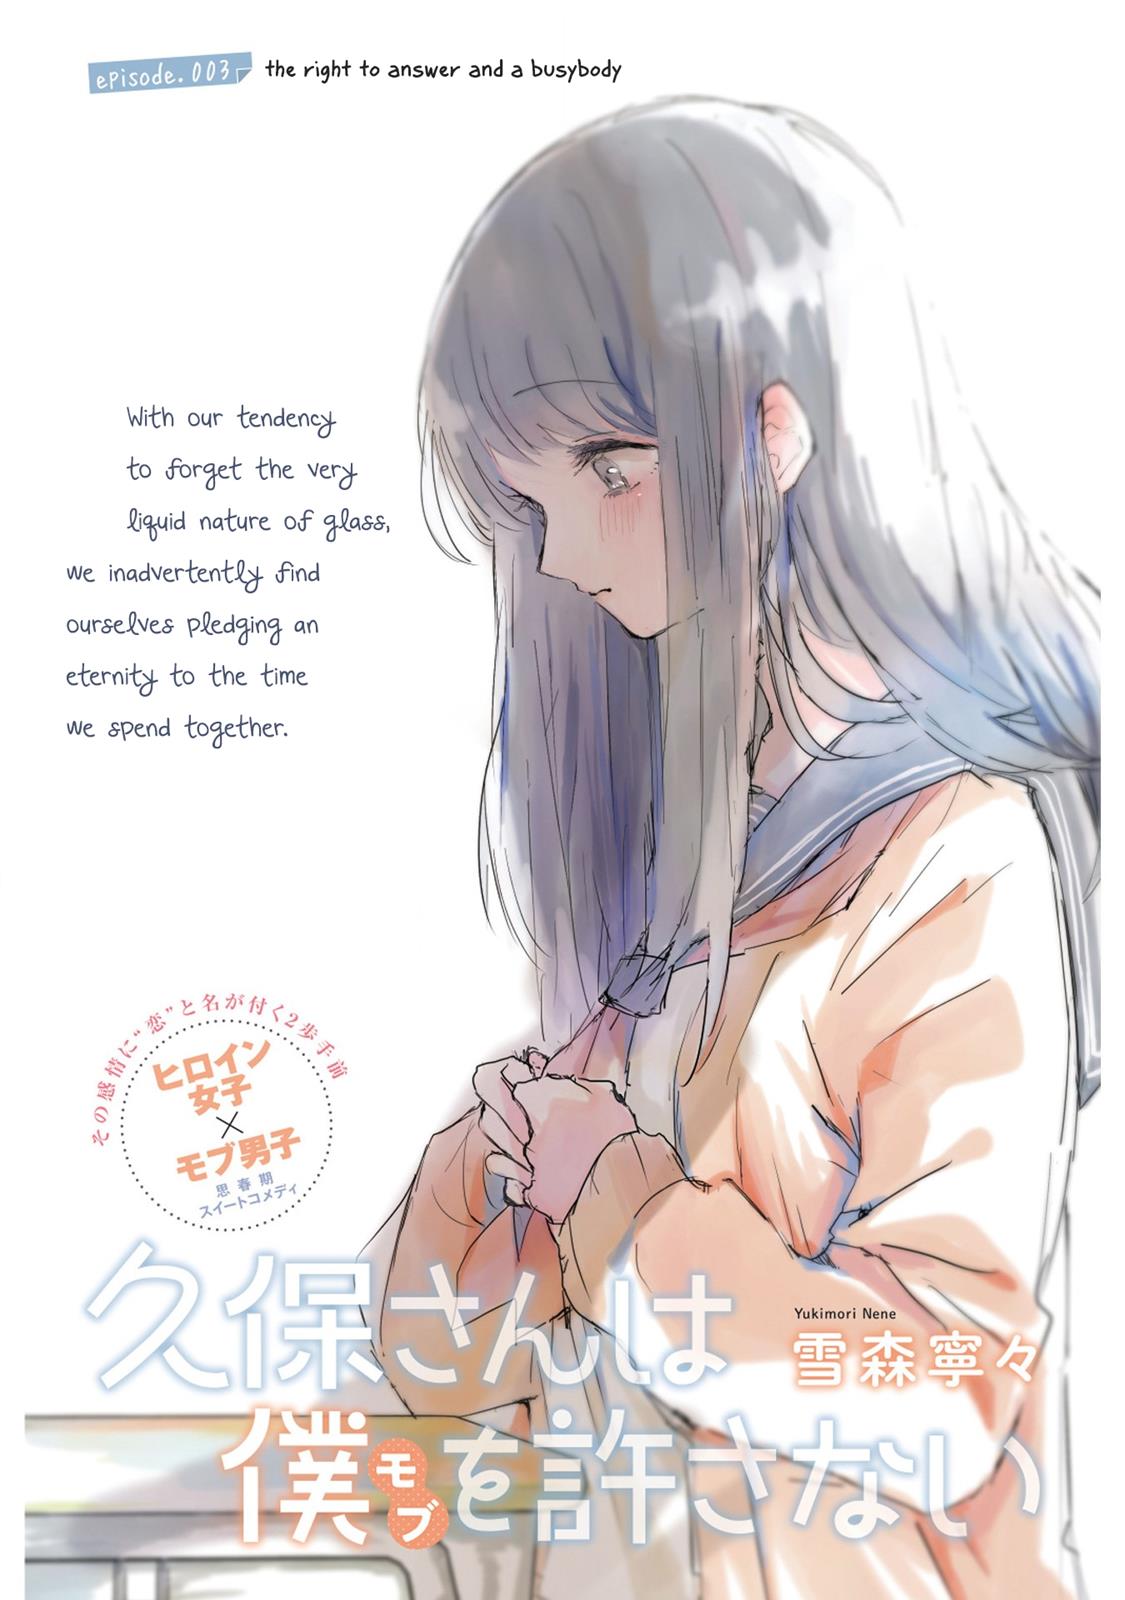 episode.003
the right to answer and a busybody
With our tendency
to forget the very
liquid nature of glass,
we inadvertently find
ourselves pledging an
eternity to the time
we spend together.
その感情に“恋”と名が付く2歩手前
ヒロイン
女子
×
モブ男子
思春期
スイートコメディ
久保さんは
Yukimori Nene
雪森寧々
僕を許さない
モブ